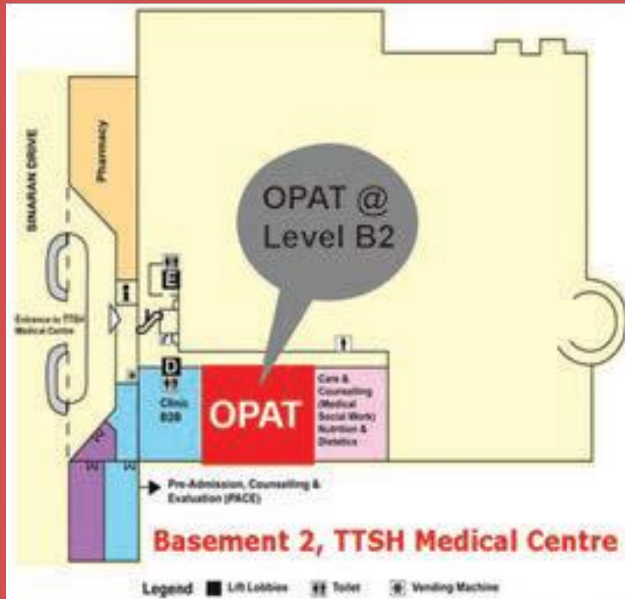 SINARAN DRIVE
Pharmacy
OPAT @
Level B2
E
Entrance to TTSH
Medical Centre
D
Clinic
B2B
OPAT
Care &
Counselling
(Medical
Social Work)
Nutrition &
Dietetics
Pre-Admission, Counselling &
Evaluation (PACE)
Basement 2, TTSH Medical Centre
Legend Lift Lobbies Toilet Vending Machine